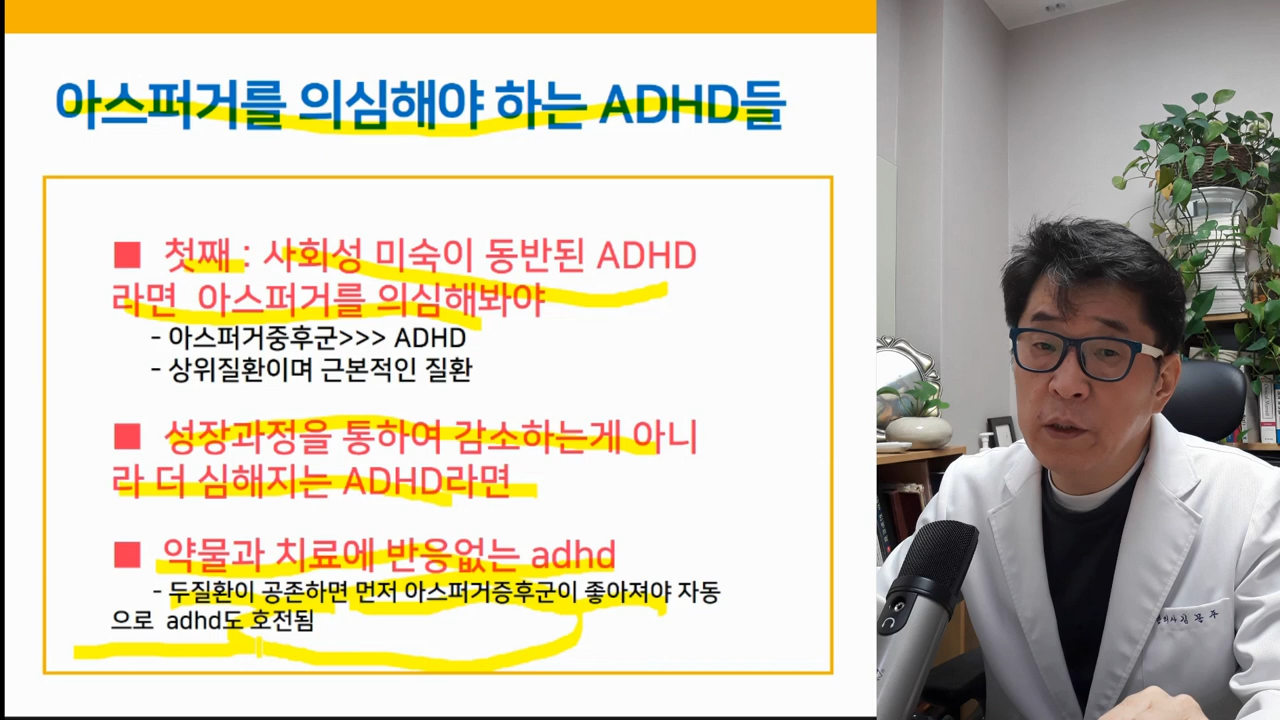 아스퍼거를 의심해야 하는 ADHD들
■ 첫째 : 사회성 미숙이 동반된 ADHD
라면 아스퍼거를 의심해봐야
- 아스퍼거중후군>>> ADHD
- 상위질환이며 근본적인 질환
■ 성장과정을 통하여 감소하는게 아니
라 더 심해지는 ADHD라면
■ 약물과 치료에 반응없는 adhd
- 두질환이 공존하면 먼저 아스퍼거증후군이 좋아져야 자동
으로 adhd도 호전됨